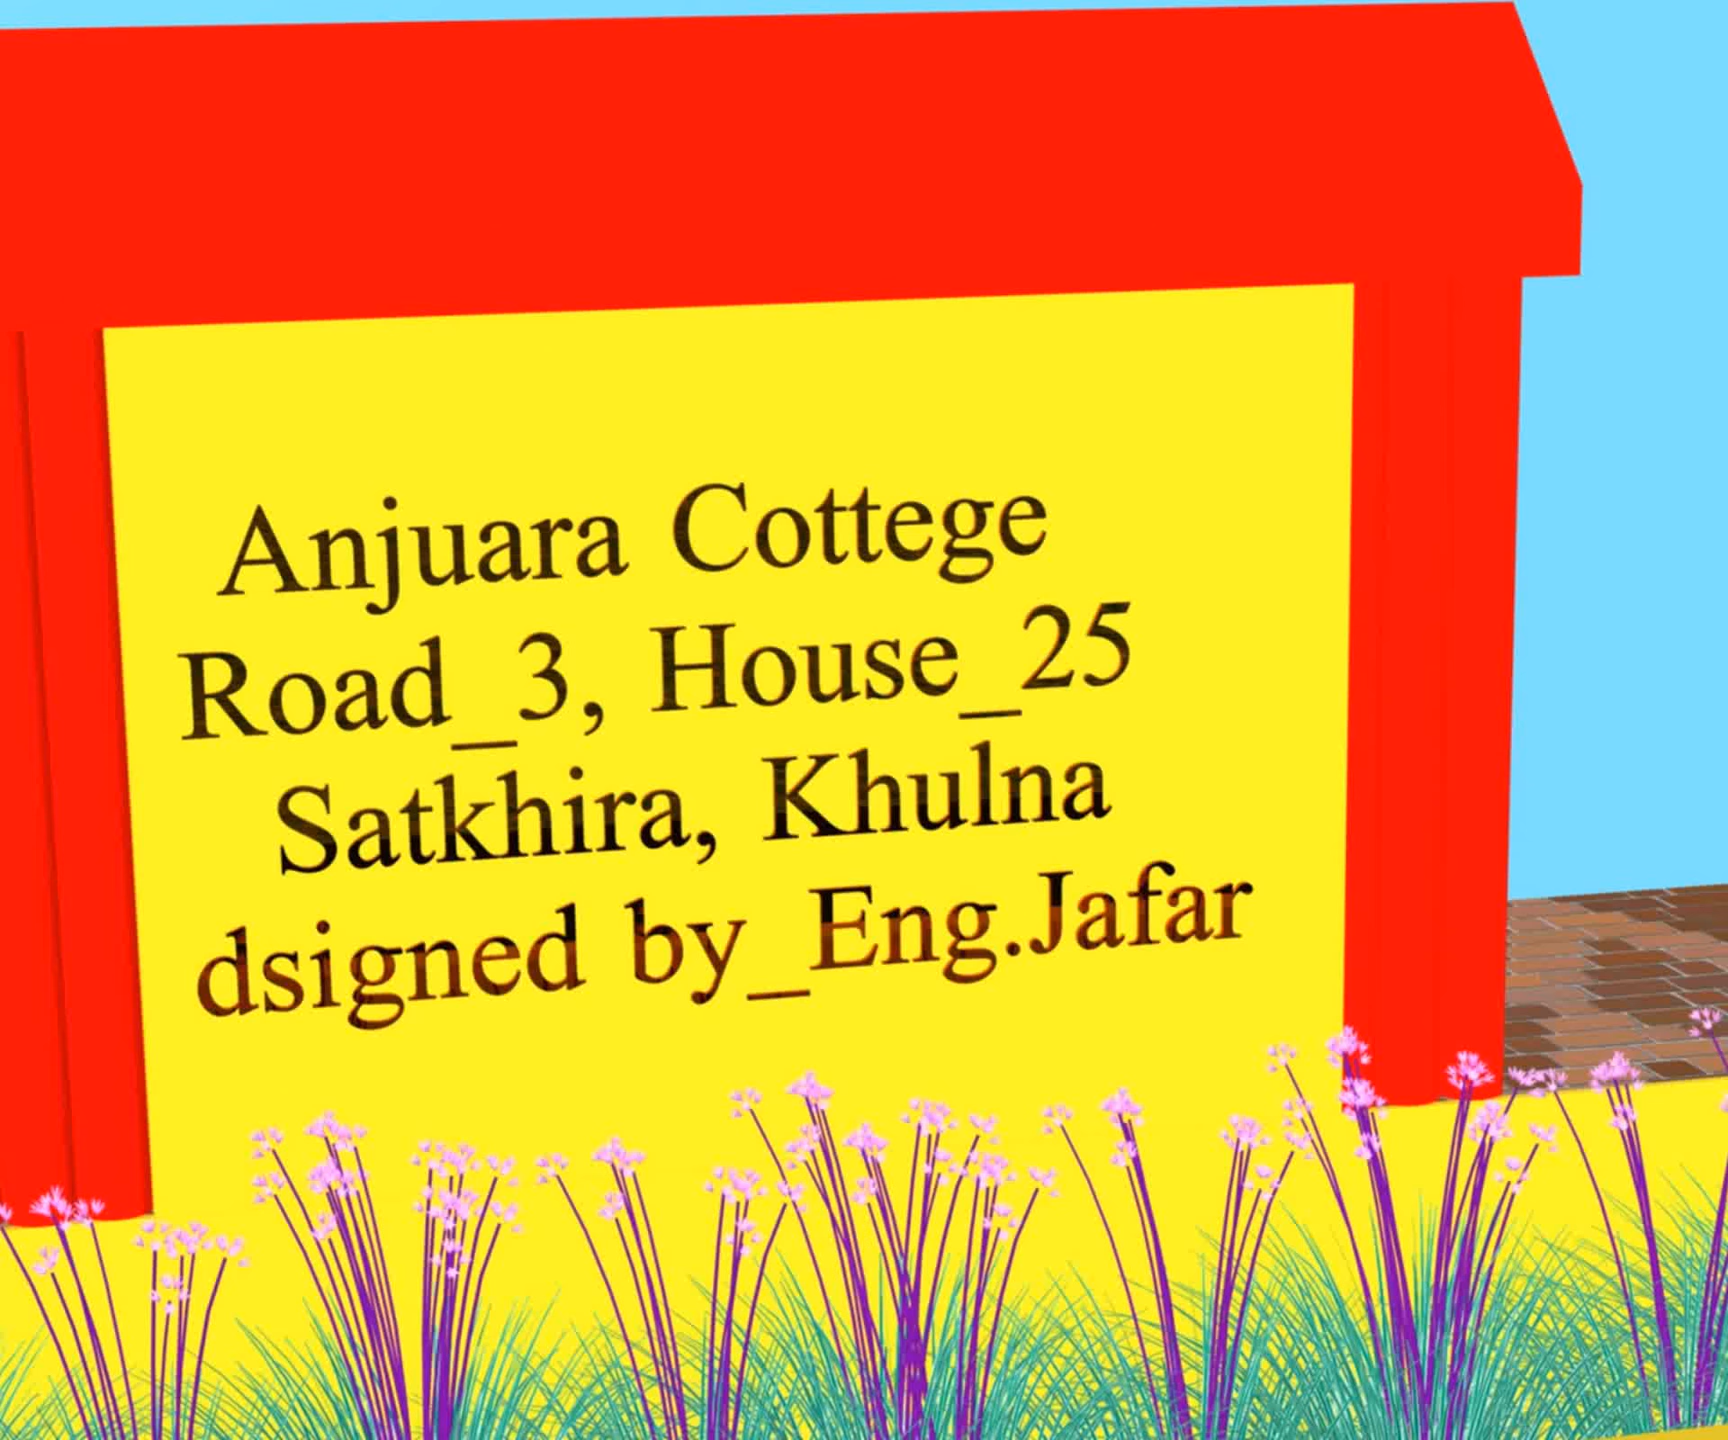 Anjuara Cottege
Road_3, House_25
Satkhira, Khulna
dsigned by_Eng.Jafar